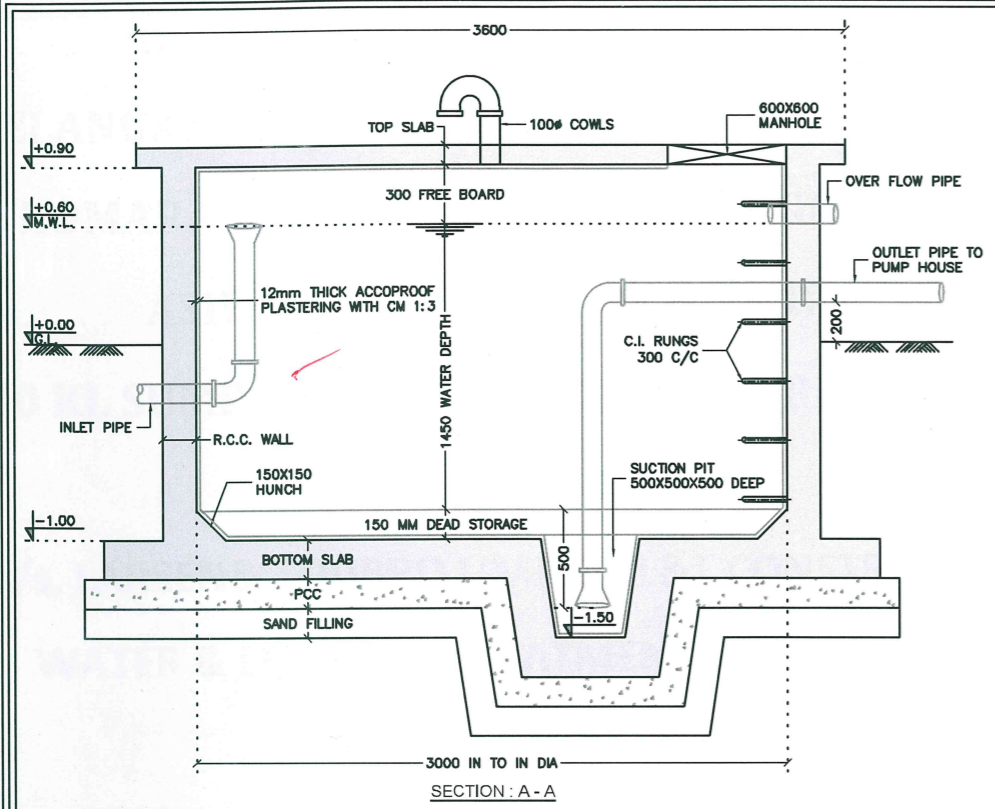 3600
100ø COWLS
600X600
MANHOLE
TOP SLAB
+0.90
300 FREE BOARD
OVER FLOW PIPE
+0.60
M.W.L.
OUTLET PIPE TO
PUMP HOUSE
12mm THICK ACCOPROOF
PLASTERING WITH CM 1:3
+0.00
G.L.
200
C.I. RUNGS
300 C/C
1450 WATER DEPTH
INLET PIPE
R.C.C. WALL
150X150
HUNCH
SUCTION PIT
500X500X500 DEEP
-1.00
150 MM DEAD STORAGE
500
BOTTOM SLAB
PCC
SAND FILLING
-1.50
3000 IN TO IN DIA
SECTION : A - A